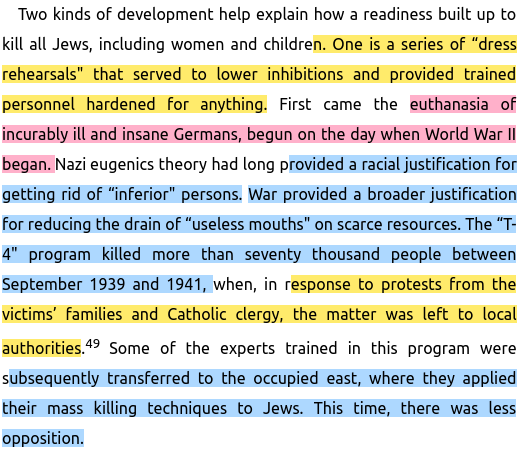 Two kinds of development help explain how a readiness built up to
kill all Jews, including women and children. One is a series of “dress
rehearsals" that served to lower inhibitions and provided trained
personnel hardened for anything. First came the euthanasia of
incurably ill and insane Germans, begun on the day when World War II
began. Nazi eugenics theory had long provided a racial justification for
getting rid of “inferior" persons. War provided a broader justification
for reducing the drain of “useless mouths" on scarce resources. The “T-
4" program killed more than seventy thousand people between
September 1939 and 1941, when, in response to protests from the
victims’ families and Catholic clergy, the matter was left to local
authorities.49 Some of the experts trained in this program were
subsequently transferred to the occupied east, where they applied
their mass killing techniques to Jews. This time, there was less
opposition.